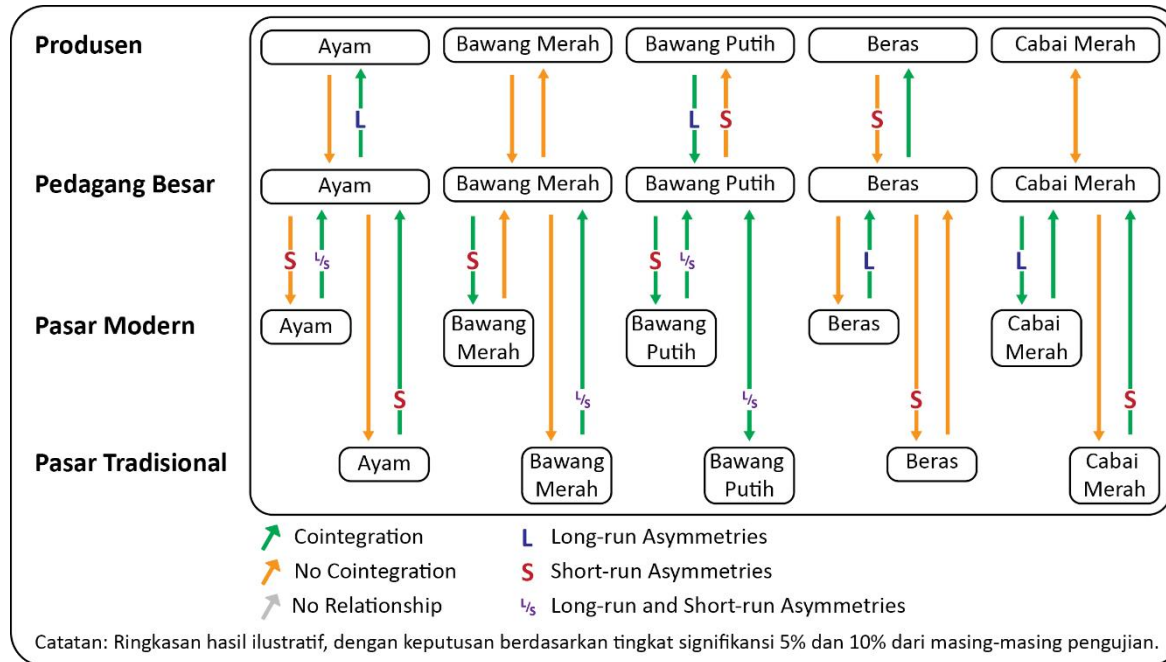 Produsen
Ayam
Bawang Merah
Bawang Putih
Beras
Cabai Merah
L
L
S
S
Pedagang Besar
Ayam
Bawang Merah
Bawang Putih
Beras
Cabai Merah
S
L/S
S
S
L/S
L
L
Pasar Modern
Ayam
Bawang
Merah
Bawang
Putih
Beras
Cabai
Merah
S
L/S
L/S
S
S
Pasar Tradisional
Ayam
Bawang
Merah
Bawang
Putih
Beras
Cabai
Merah
Cointegration
L Long-run Asymmetries
No Cointegration
S Short-run Asymmetries
No Relationship
L/S Long-run and Short-run Asymmetries
Catatan: Ringkasan hasil ilustratif, dengan keputusan berdasarkan tingkat signifikansi 5% dan 10% dari masing-masing pengujian.